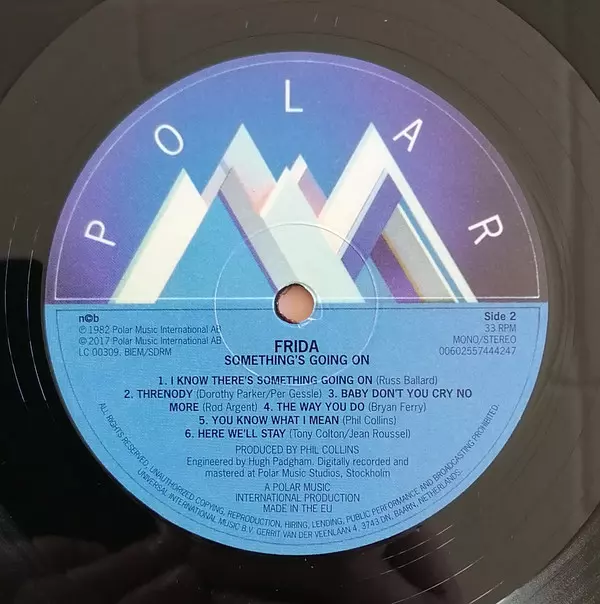 POLAR
n©b
℗ 1982 Polar Music International AB
© 2017 Polar Music International AB
LC 00309. BIEM/SDRM
Side 2
33 RPM
MONO/STEREO
00602557444247
FRIDA
SOMETHING'S GOING ON
1. I KNOW THERE'S SOMETHING GOING ON (Russ Ballard)
2. THRENODY (Dorothy Parker/Per Gessle) 3. BABY DON'T YOU CRY NO
MORE (Rod Argent) 4. THE WAY YOU DO (Bryan Ferry)
5. YOU KNOW WHAT I MEAN (Phil Collins)
6. HERE WE'LL STAY (Tony Colton/Jean Roussel)
PRODUCED BY PHIL COLLINS
Engineered by Hugh Padgham. Digitally recorded and
mastered at Polar Music Studios, Stockholm
A POLAR MUSIC
INTERNATIONAL PRODUCTION
MADE IN THE EU
ALL RIGHTS RESERVED. UNAUTHORIZED COPYING, REPRODUCTION, HIRING, LENDING, PUBLIC PERFORMANCE AND BROADCASTING PROHIBITED.
UNIVERSAL INTERNATIONAL MUSIC B.V. GERRIT VAN DER VEENLAAN 4, 3743 DN, BAARN, NETHERLANDS.